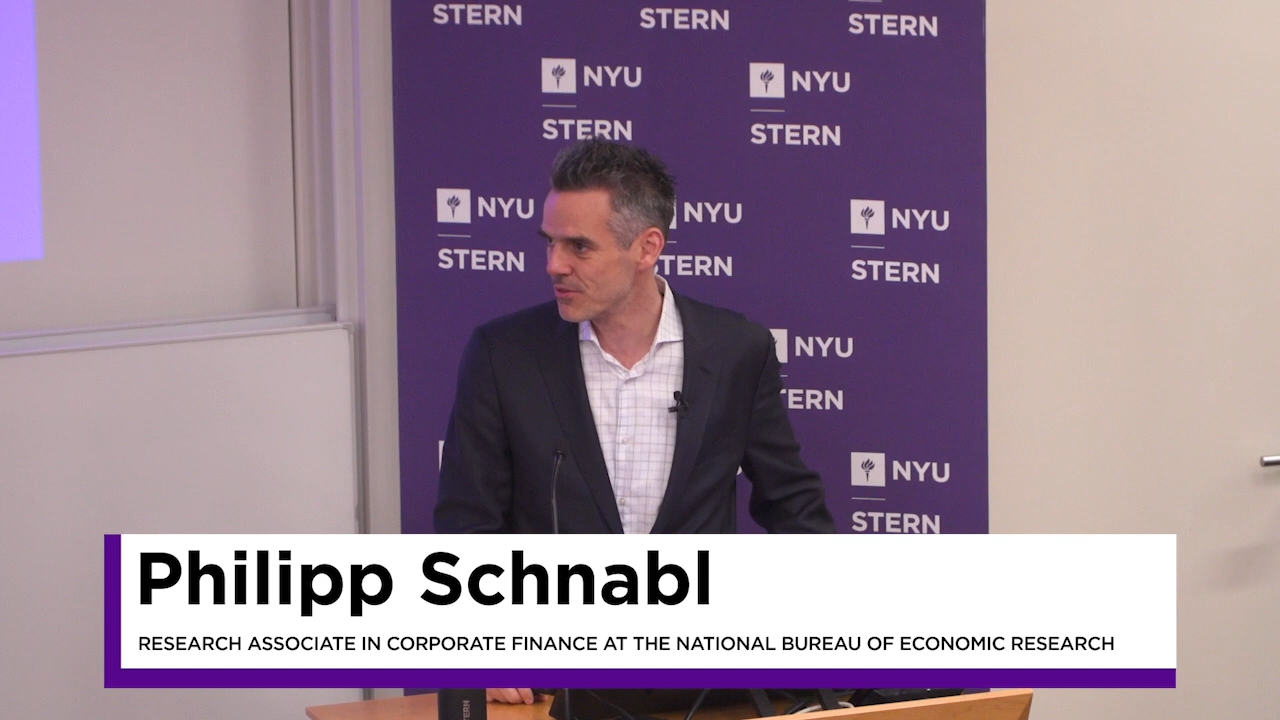 STERN
STERN
STERN
NYU
STERN
NYU
STERN
NYU
STERN
NYU
STERN
NYU
STERN
NYU
TERN
NYU
STERN
Philipp Schnabl
RESEARCH ASSOCIATE IN CORPORATE FINANCE AT THE NATIONAL BUREAU OF ECONOMIC RESEARCH